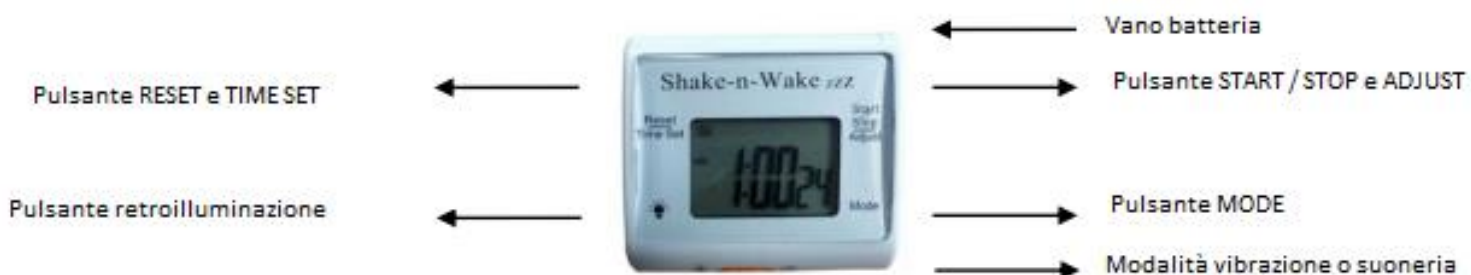 Vano batteria
Pulsante RESET e TIME SET
Shake-n-Wake zzZ
Pulsante START / STOP e ADJUST
Reset
Time Set
Start
Stop
Adjust
1:00 24
Pulsante retroilluminazione
Mode
Pulsante MODE
Modalità vibrazione o suoneria